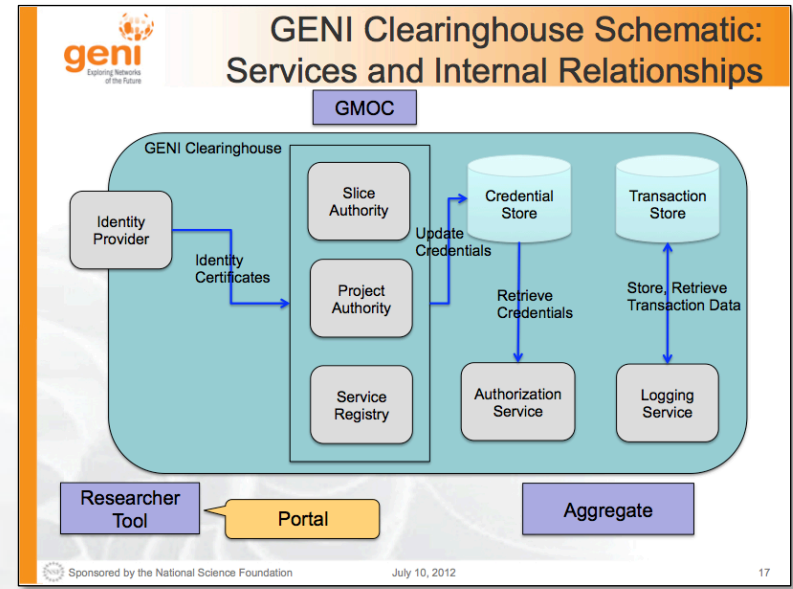 GENI Clearinghouse Schematic:
Services and Internal Relationships
geni
Exploring Networks
of the Future
GMOC
GENI Clearinghouse
Identity
Provider
Identity
Certificates
Slice
Authority
Project
Authority
Service
Registry
Update
Credentials
Credential
Store
Retrieve
Credentials
Authorization
Service
Transaction
Store
Store, Retrieve
Transaction Data
Logging
Service
Researcher
Tool
Portal
Aggregate
NSF
Sponsored by the National Science Foundation
July 10, 2012
17